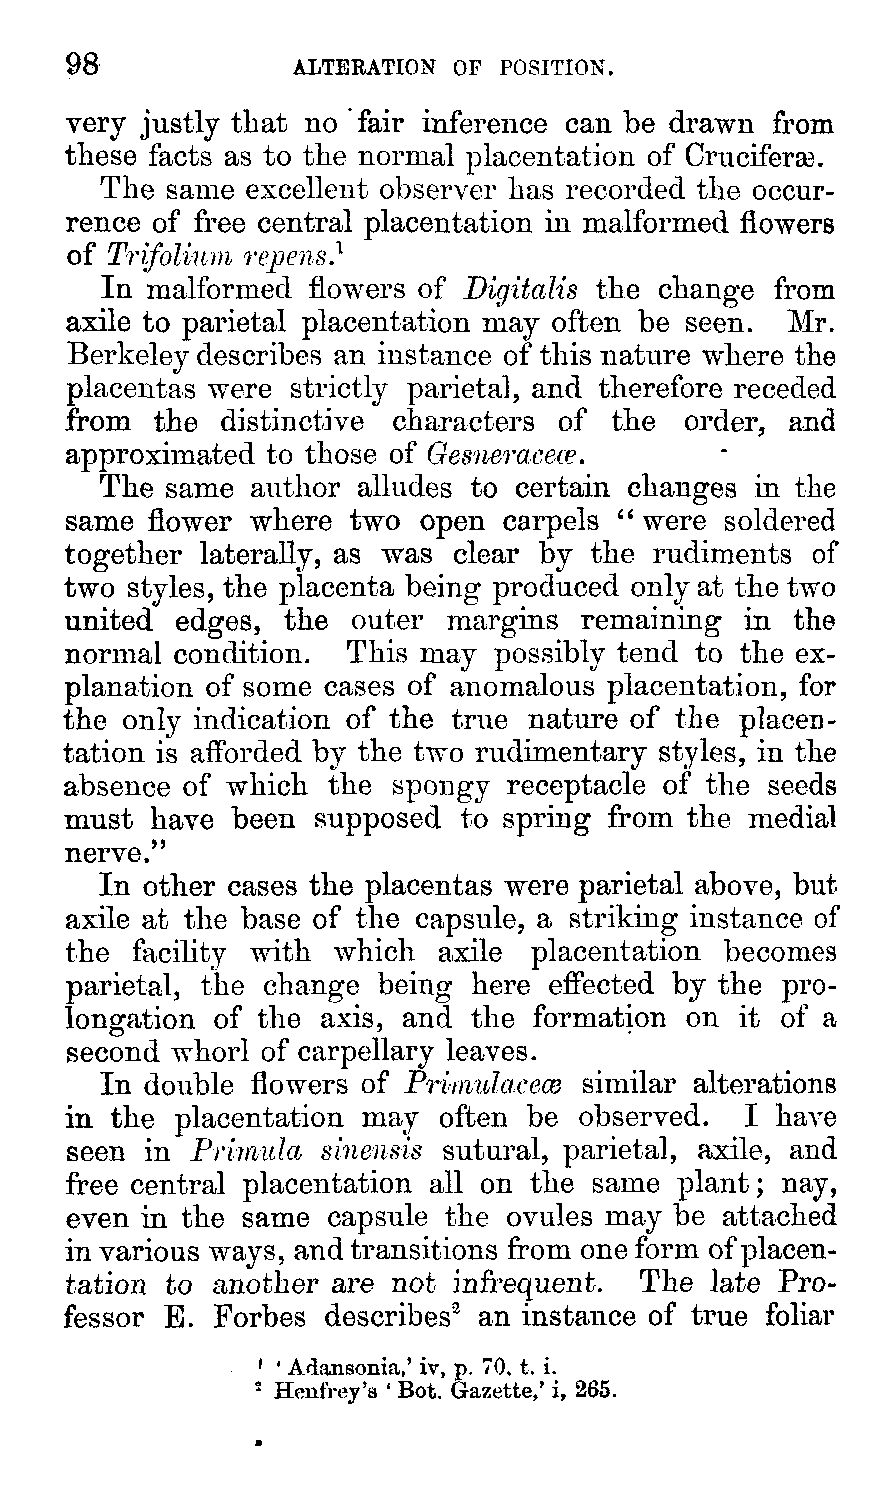 98 ALTERATION OF POSITION.
very justly that no fair inference can be drawn from
these facts as to the normal placentation of Cruciferæ.
The same excellent observer has recorded the occur-
rence of free central placentation in malformed flowers
of Trifolium repens.¹
In malformed flowers of Digitalis the change from
axile to parietal placentation may often be seen. Mr.
Berkeley describes an instance of this nature where the
placentas were strictly parietal, and therefore receded
from the distinctive characters of the order, and
approximated to those of Gesneraceæ.
The same author alludes to certain changes in the
same flower where two open carpels “ were soldered
together laterally, as was clear by the rudiments of
two styles, the placenta being produced only at the two
united edges, the outer margins remaining in the
normal condition. This may possibly tend to the ex-
planation of some cases of anomalous placentation, for
the only indication of the true nature of the placen-
tation is afforded by the two rudimentary styles, in the
absence of which the spongy receptacle of the seeds
must have been supposed to spring from the medial
nerve.”
In other cases the placentas were parietal above, but
axile at the base of the capsule, a striking instance of
the facility with which axile placentation becomes
parietal, the change being here effected by the pro-
longation of the axis, and the formation on it of a
second whorl of carpellary leaves.
In double flowers of Primulaceæ similar alterations
in the placentation may often be observed. I have
seen in Primula sinensis sutural, parietal, axile, and
free central placentation all on the same plant; nay,
even in the same capsule the ovules may be attached
in various ways, and transitions from one form of placen-
tation to another are not infrequent. The late Pro-
fessor E. Forbes describes² an instance of true foliar
¹ ‘ Adansonia,’ iv, p. 70, t. i.
² Henfrey's ‘ Bot. Gazette,’ i, 265.